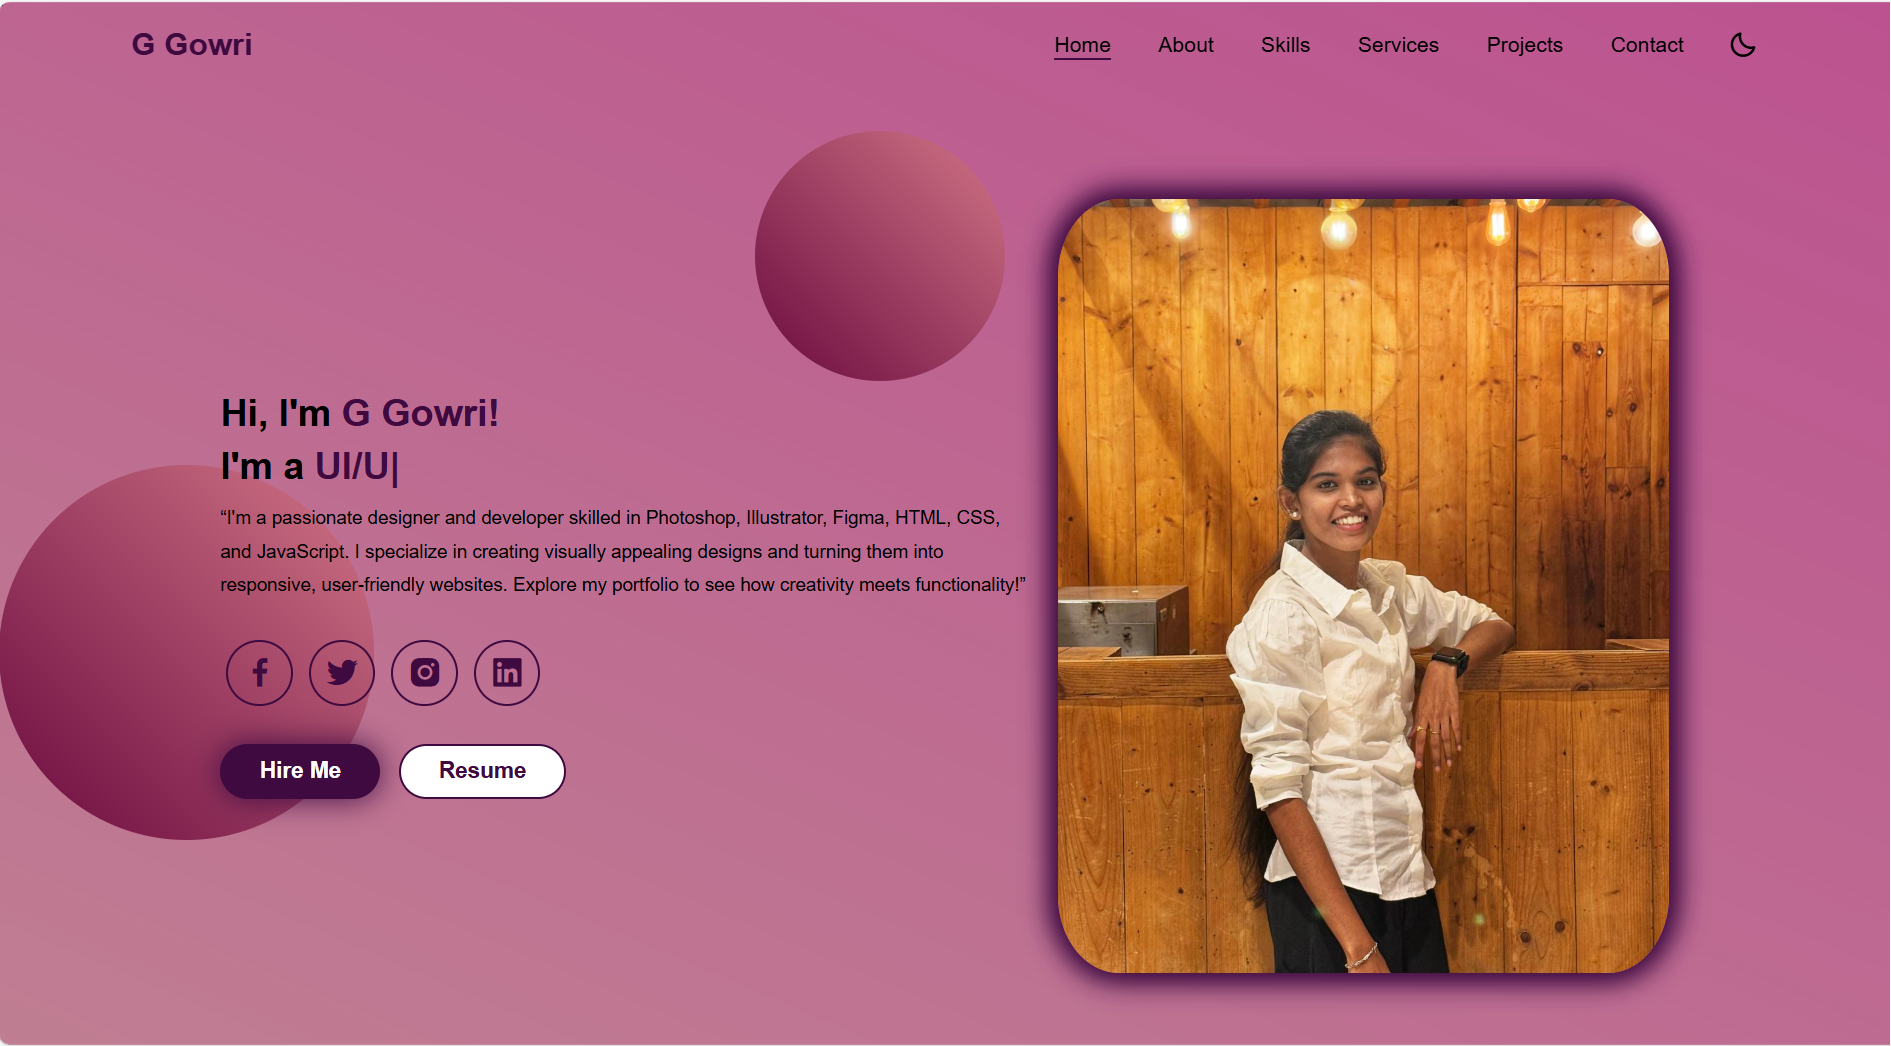 G Gowri
Home About Skills Services Projects Contact
Hi, I'm G Gowri!
I'm a UI/U|
“I'm a passionate designer and developer skilled in Photoshop, Illustrator, Figma, HTML, CSS,
and JavaScript. I specialize in creating visually appealing designs and turning them into
responsive, user-friendly websites. Explore my portfolio to see how creativity meets functionality!”
Hire Me Resume